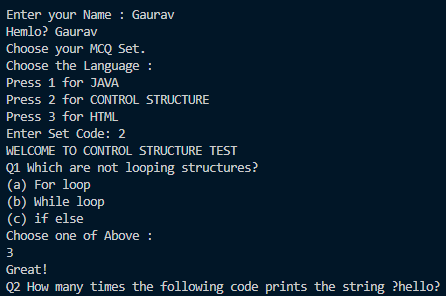 Enter your Name : Gaurav
Hemlo? Gaurav
Choose your MCQ Set.
Choose the Language :
Press 1 for JAVA
Press 2 for CONTROL STRUCTURE
Press 3 for HTML
Enter Set Code: 2
WELCOME TO CONTROL STRUCTURE TEST
Q1 Which are not looping structures?
(a) For loop
(b) While loop
(c) if else
Choose one of Above :
3
Great!
Q2 How many times the following code prints the string ?hello?